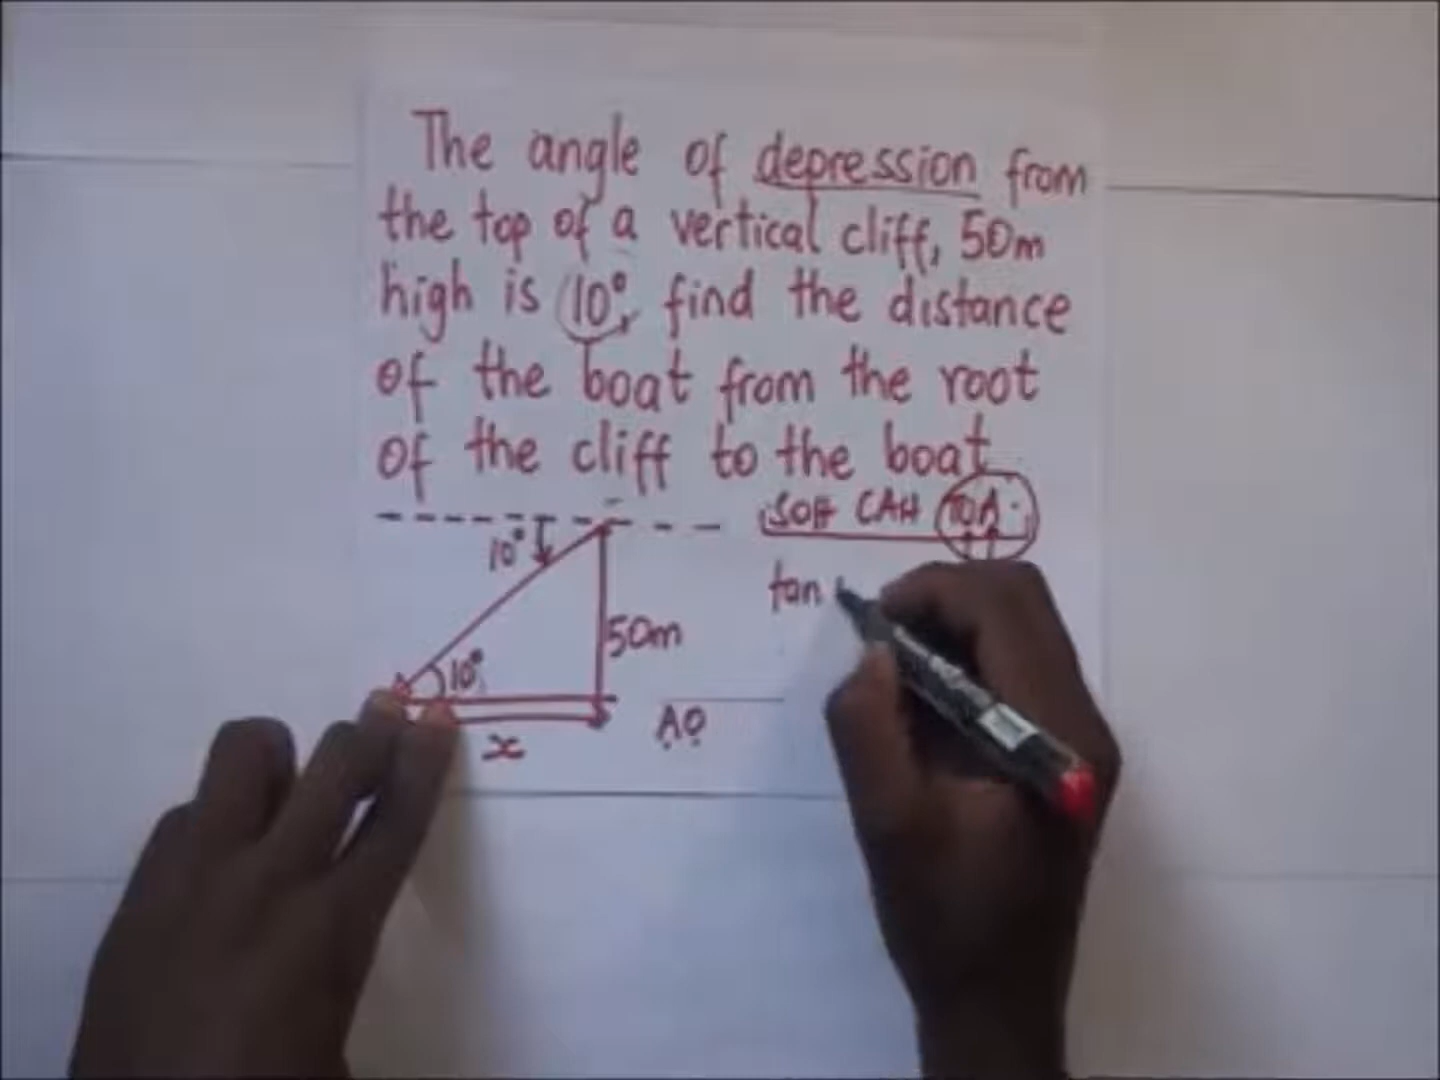 The angle of depression from
the top of a vertical cliff, 50m
high is 10°, find the distance
of the boat from the root
of the cliff to the boat
SOH CAH TOA
10°
tan
50m
10°
AO
x